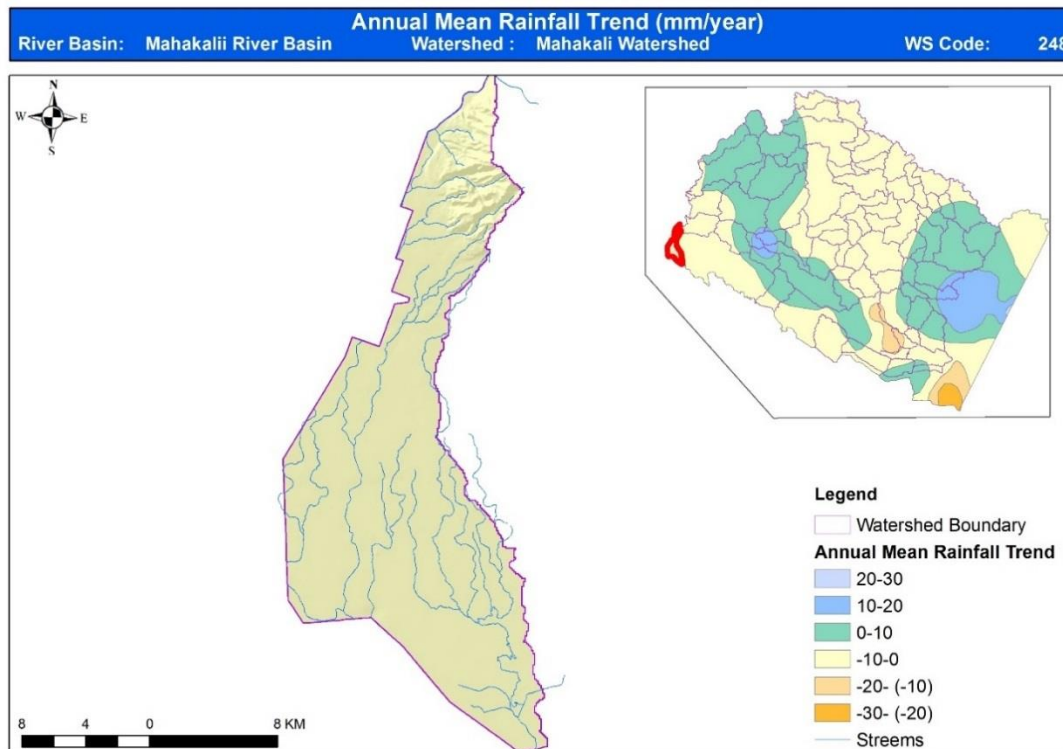 Annual Mean Rainfall Trend (mm/year)
River Basin: Mahakalii River Basin Watershed : Mahakali Watershed WS Code: 248
N
W E
S
Legend
Watershed Boundary
Annual Mean Rainfall Trend
20-30
10-20
0-10
-10-0
-20- (-10)
-30- (-20)
Streems
8 4 0 8 KM